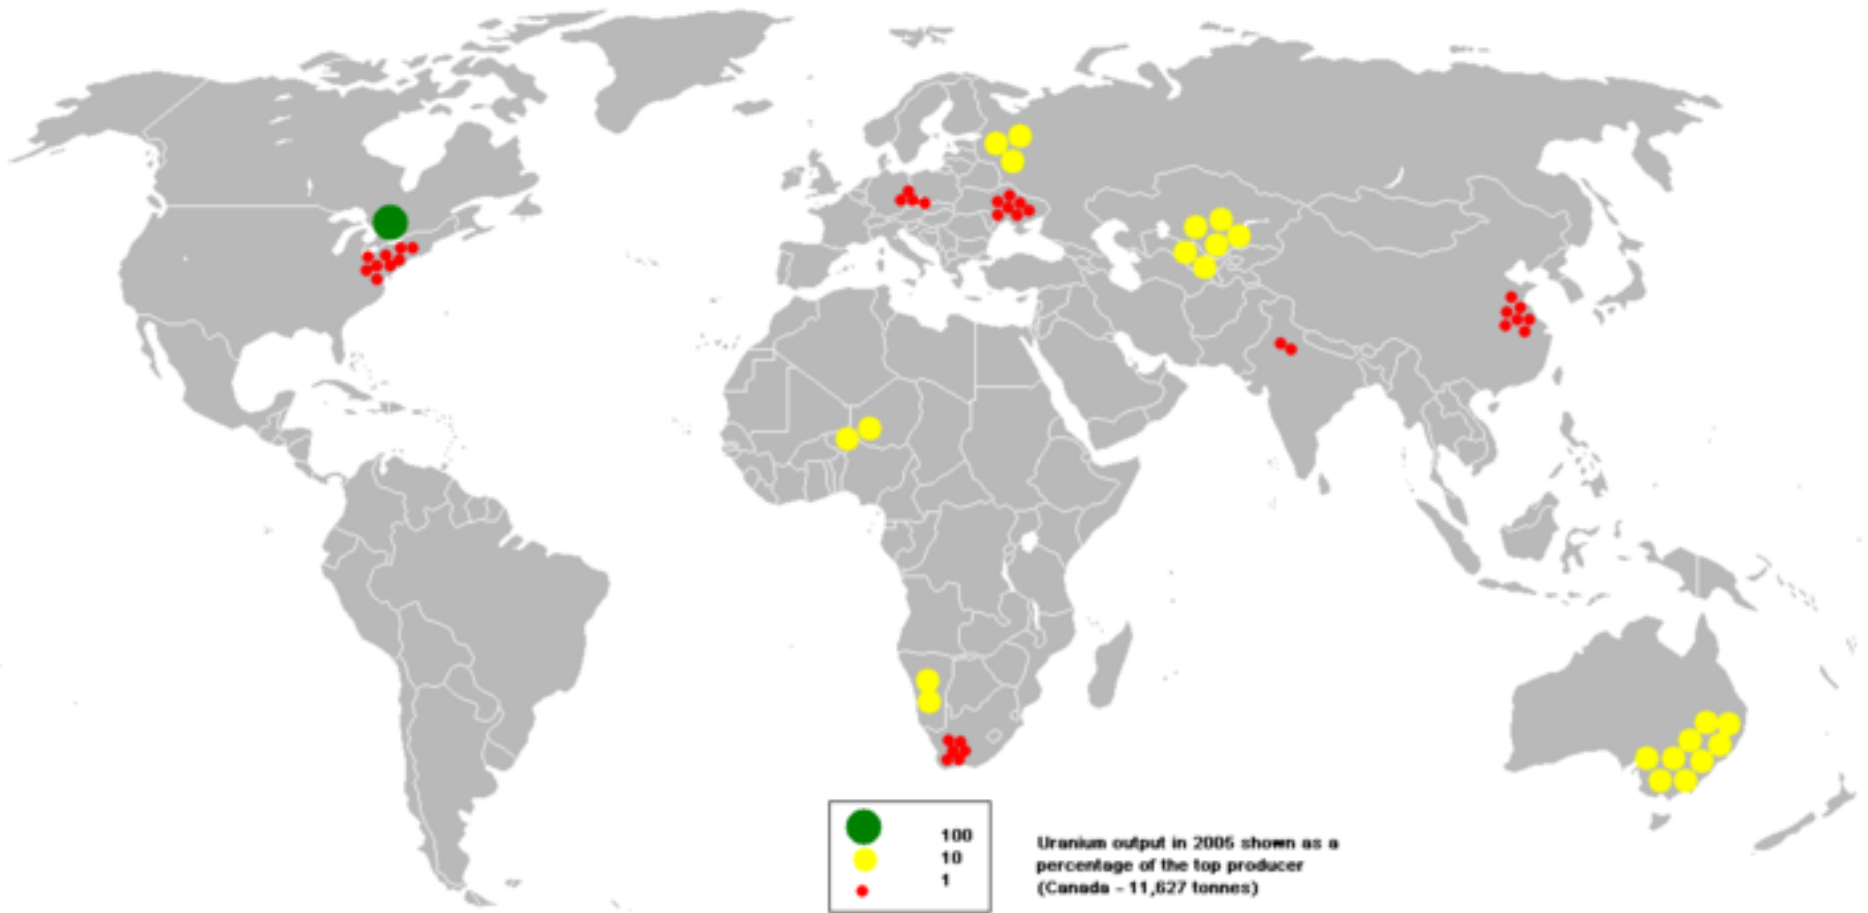 100
10
1
Uranium output in 2005 shown as a
percentage of the top producer
(Canada - 11,627 tonnes)